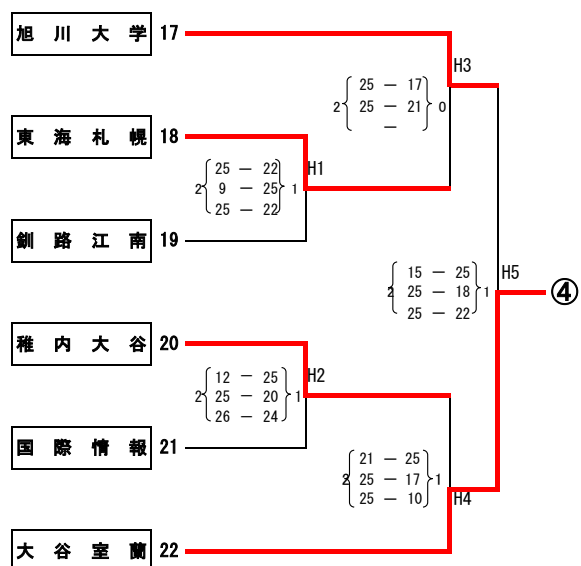 旭川大学 17
H3
25 — 17
2 25 — 21 0
—
東海札幌 18
H1
25 — 22
2 9 — 25 1
25 — 22
釧路江南 19
H5
15 — 25
2 25 — 18 1
25 — 22
④
稚内大谷 20
H2
12 — 25
2 25 — 20 1
26 — 24
国際情報 21
21 — 25
2 25 — 17 1
25 — 10
H4
大谷室蘭 22